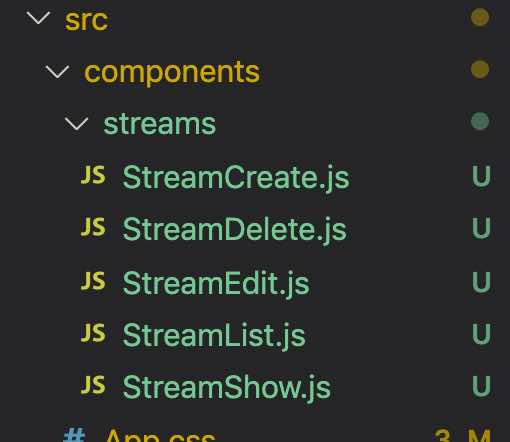 src
components
streams
JS StreamCreate.js U
JS StreamDelete.js U
JS StreamEdit.js U
JS StreamList.js U
JS StreamShow.js U
# App.css 3, M